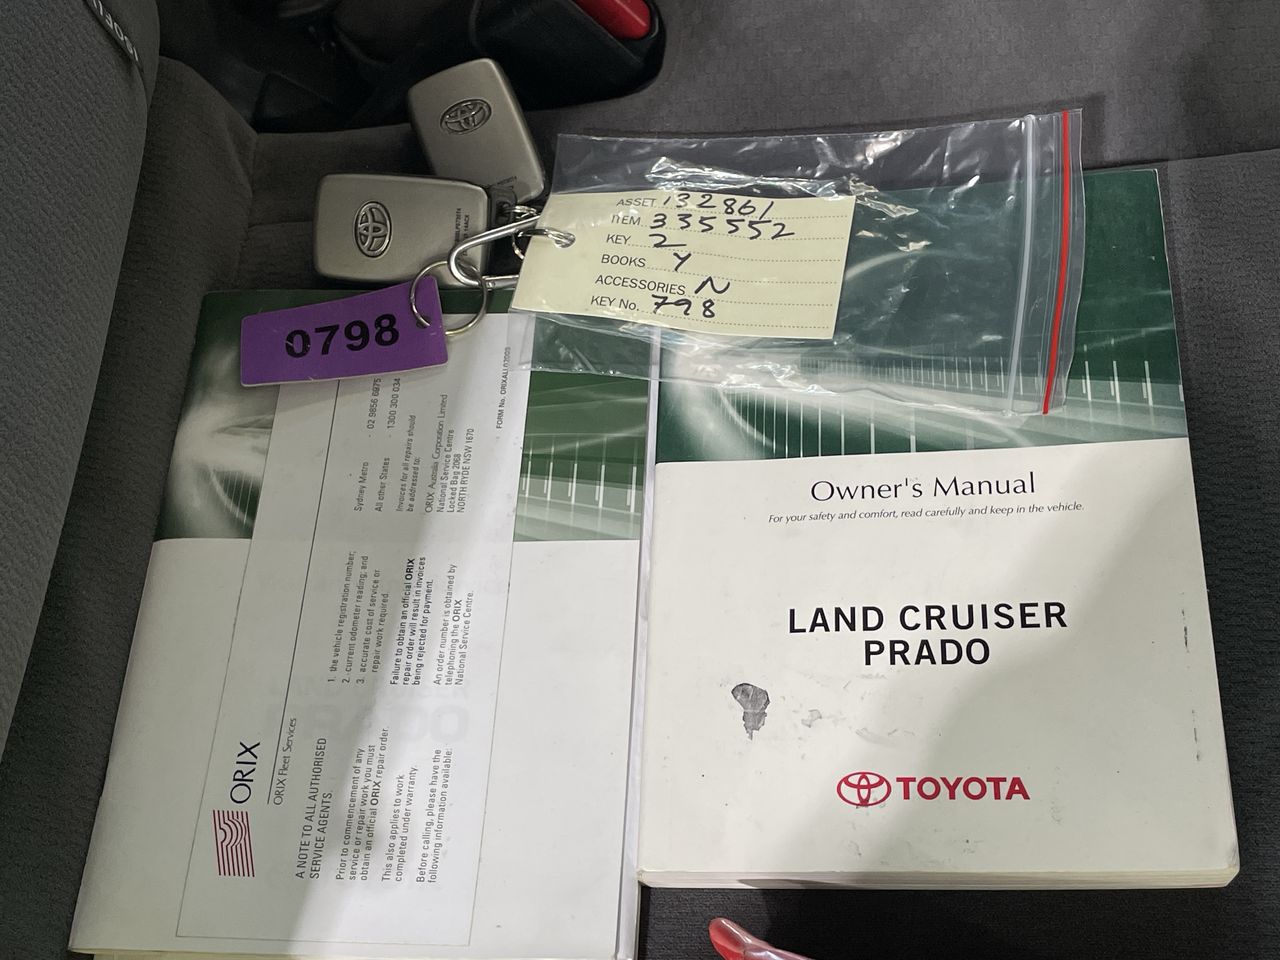 ASSET 132861
ITEM 335552
KEY 2
BOOKS Y
ACCESSORIES N
KEY No. 798
0798
Owner's Manual
For your safety and comfort, read carefully and keep in the vehicle.
LAND CRUISER
PRADO
TOYOTA
ORIX
ORIX Fleet Services
A NOTE TO ALL AUTHORISED
SERVICE AGENTS.
Prior to commencement of any
service or repair work you must
obtain an official ORIX repair order.
This also applies to work
completed under warranty.
Before calling, please have the
following information available:
1. the vehicle registration number;
2. current odometer reading; and
3. accurate cost of service or
repair work required.
Failure to obtain an official ORIX
repair order will result in invoices
being rejected for payment.
An order number is obtained by
telephoning the ORIX
National Service Centre.
Sydney Metro - 02 9856 6975
All other States - 1300 300 034
Invoices for all repairs should
be addressed to:
ORIX Australia Corporation Limited
National Service Centre
Locked Bag 2068
NORTH RYDE NSW 1670